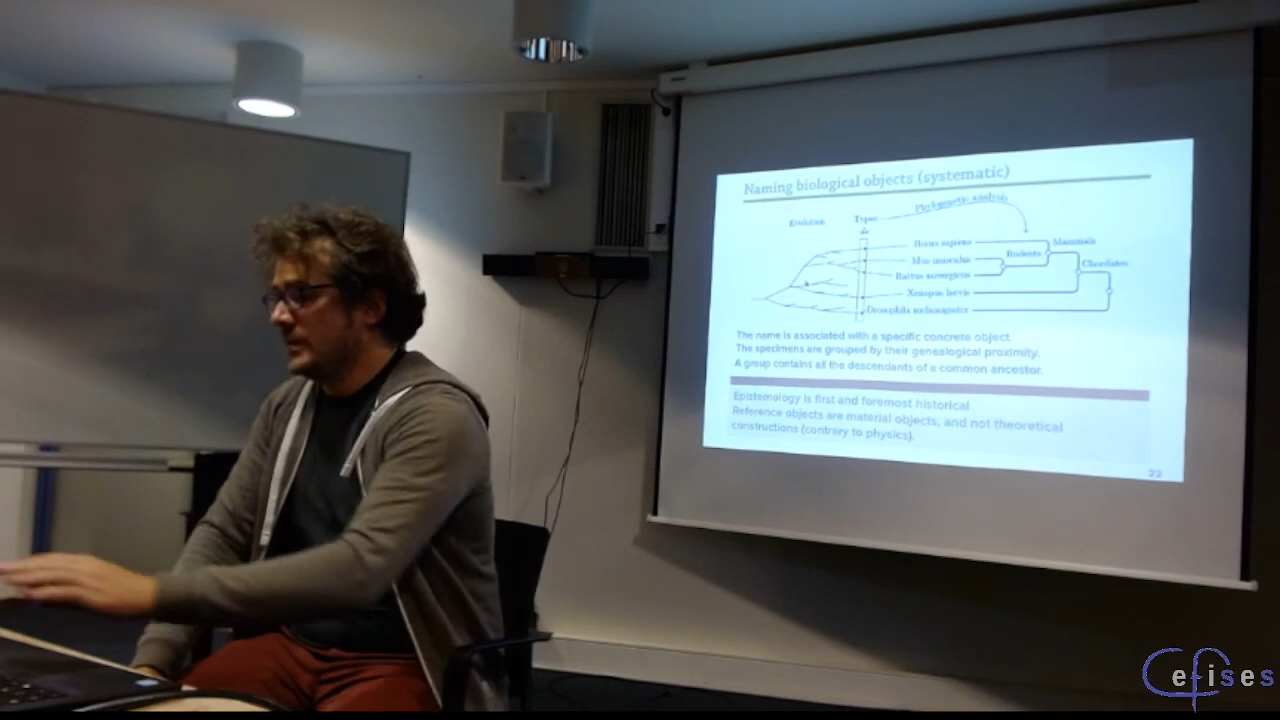 Naming biological objects (systematic)
Phylogenetic analysis
Evolution
Types
Homo sapiens
Mammals
Mus musculus
Rodents
Rattus norvegicus
Chordates
Xenopus laevis
Drosophila melanogaster
The name is associated with a specific concrete object.
The specimens are grouped by their genealogical proximity.
A group contains all the descendants of a common ancestor.
Epistemology is first and foremost historical
Reference objects are material objects, and not theoretical
constructions (contrary to physics).
22
Cefises